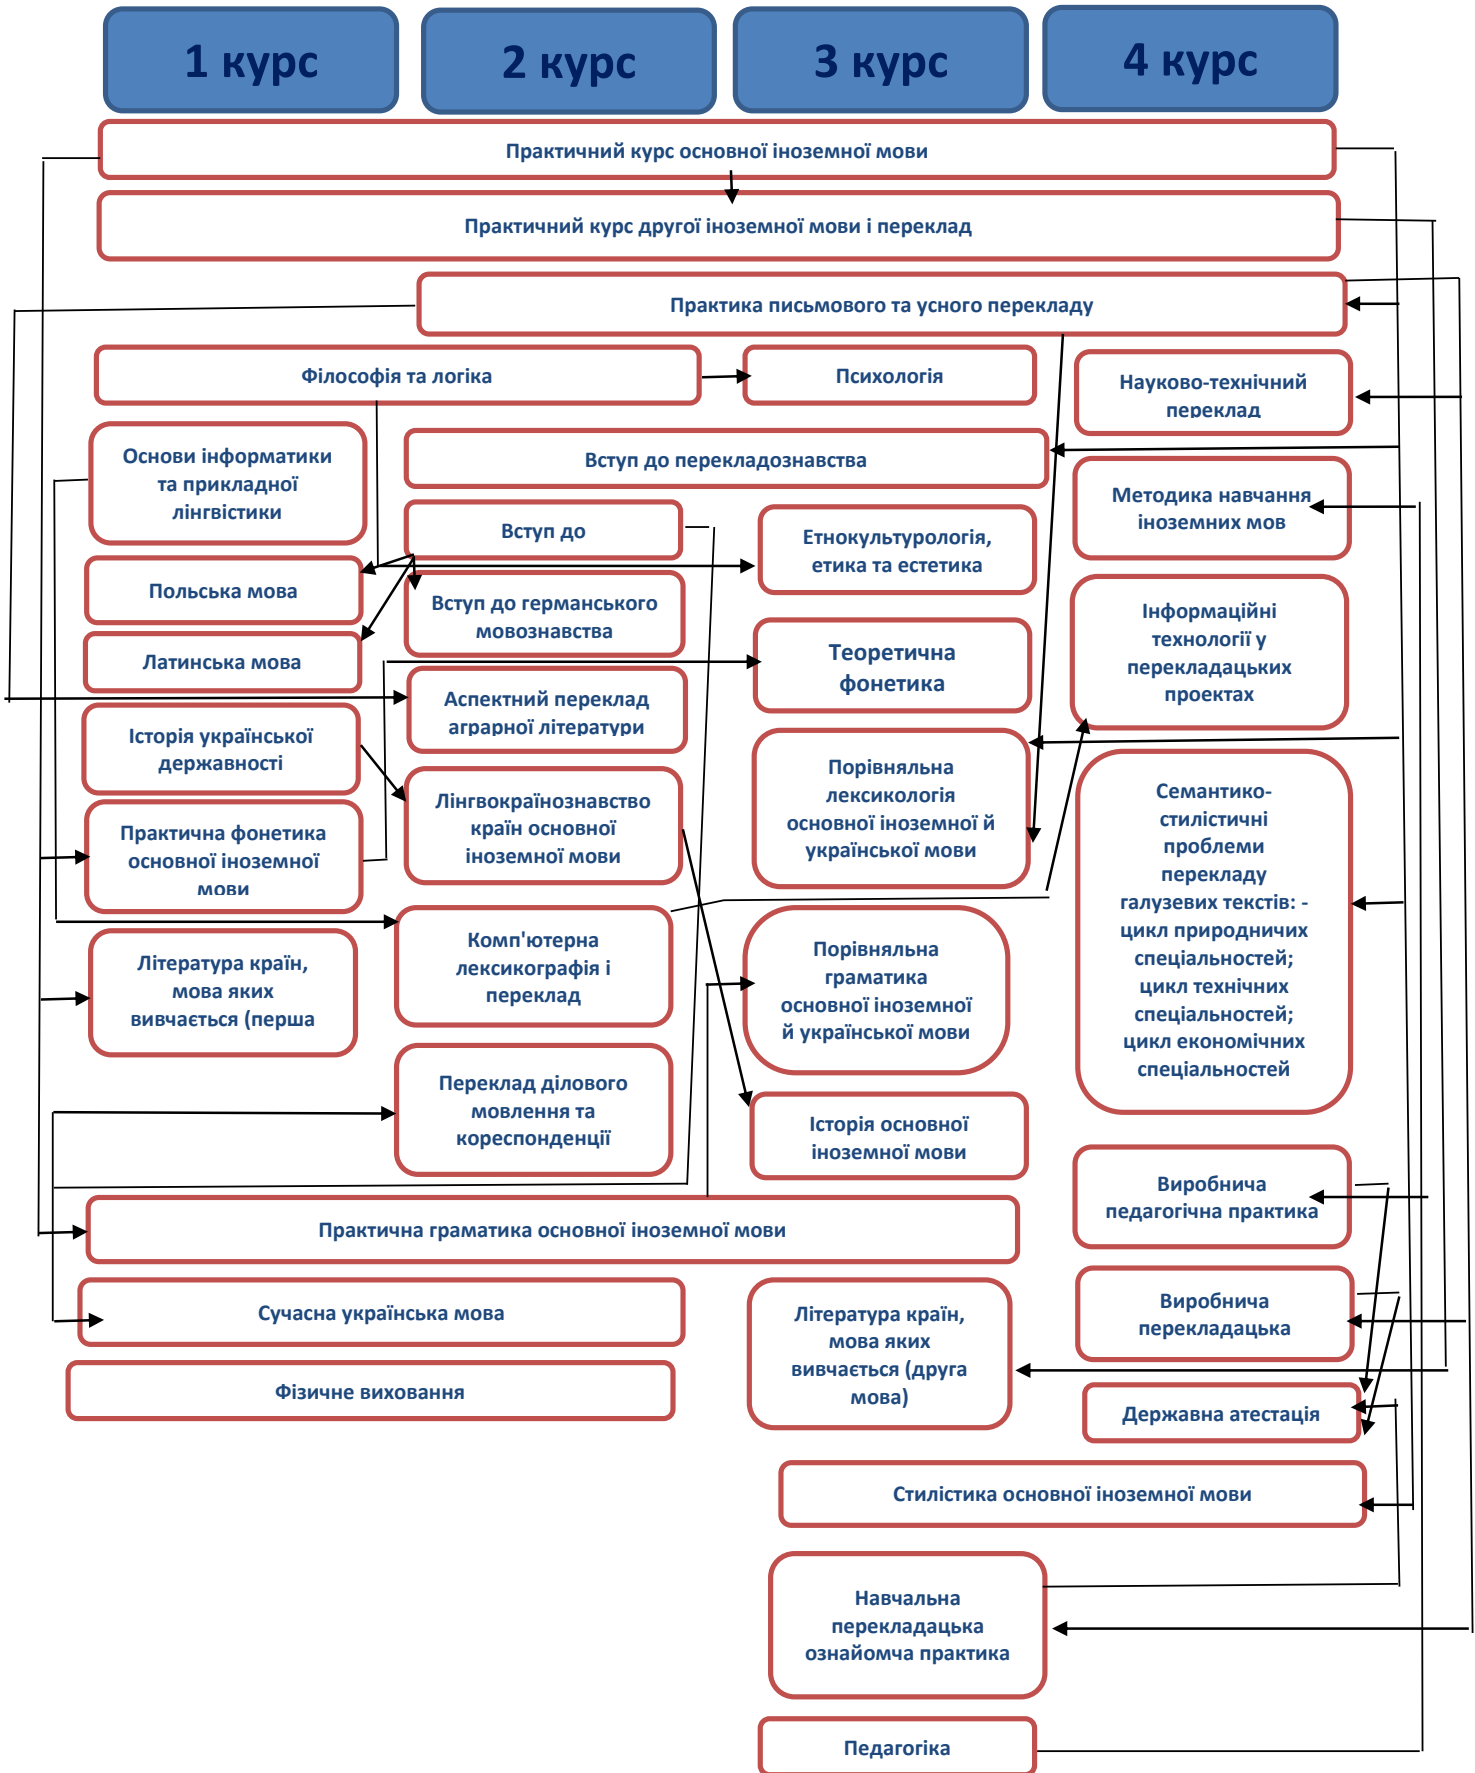 1 курс
2 курс
3 курс
4 курс
Практичний курс основної іноземної мови
Практичний курс другої іноземної мови і переклад
Практика письмового та усного перекладу
Філософія та логіка
Психологія
Науково-технічний
переклад
Основи інформатики
та прикладної
лінгвістики
Вступ до перекладознавства
Методика навчання
іноземних мов
Вступ до
Етнокультурологія,
етика та естетика
Польська мова
Вступ до германського
мовознавства
Інформаційні
технології у
перекладацьких
проектах
Латинська мова
Теоретична
фонетика
Аспектний переклад
аграрної літератури
Історія української
державності
Порівняльна
лексикологія
основної іноземної й
української мови
Семантико-
стилістичні
проблеми
перекладу
галузевих текстів: -
цикл природничих
спеціальностей;
цикл технічних
спеціальностей;
цикл економічних
спеціальностей
Лінгвокраїнознавство
країн основної
іноземної мови
Практична фонетика
основної іноземної
мови
Комп'ютерна
лексикографія і
переклад
Порівняльна
граматика
основної іноземної
й української мови
Література країн,
мова яких
вивчається (перша
Переклад ділового
мовлення та
кореспонденції
Історія основної
іноземної мови
Виробнича
педагогічна практика
Практична граматика основної іноземної мови
Сучасна українська мова
Література країн,
мова яких
вивчається (друга
мова)
Виробнича
перекладацька
Фізичне виховання
Державна атестація
Стилістика основної іноземної мови
Навчальна
перекладацька
ознайомча практика
Педагогіка